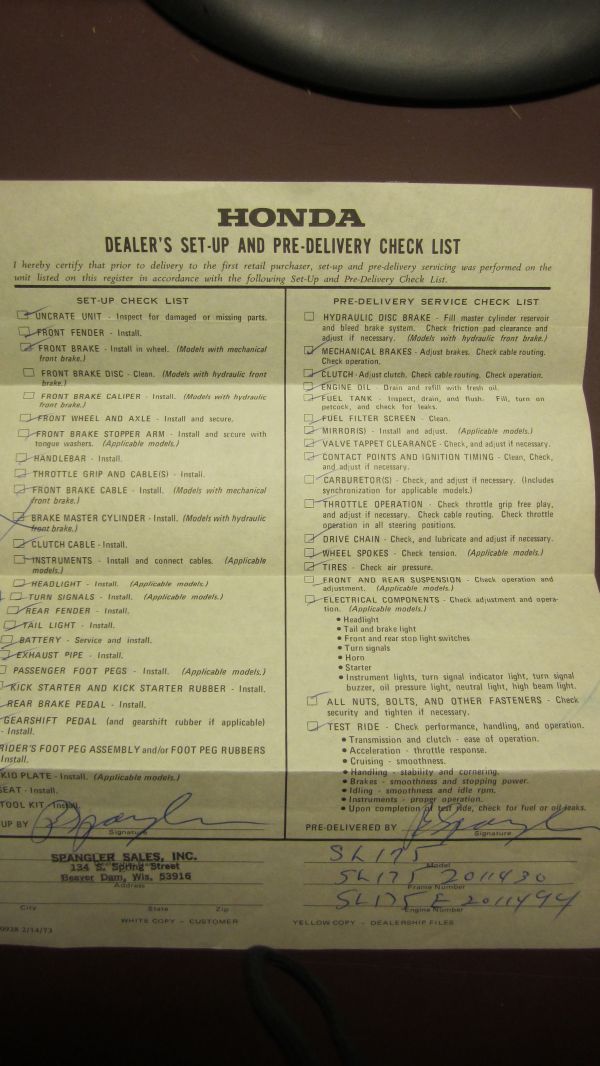 HONDA
DEALER'S SET-UP AND PRE-DELIVERY CHECK LIST
I hereby certify that prior to delivery to the first retail purchaser, set-up and pre-delivery servicing was performed on the
unit listed on this register in accordance with the following Set-Up and Pre-Delivery Check List.
SET-UP CHECK LIST
UNCRATE UNIT - Inspect for damaged or missing parts.
FRONT FENDER - Install.
FRONT BRAKE - Install in wheel. (Models with mechanical
front brake.)
FRONT BRAKE DISC - Clean. (Models with hydraulic front
brake.)
FRONT BRAKE CALIPER - Install. (Models with hydraulic
front brake.)
FRONT WHEEL AND AXLE - Install and secure.
FRONT BRAKE STOPPER ARM - Install and secure with
tongue washers. (Applicable models.)
HANDLEBAR - Install.
THROTTLE GRIP AND CABLE(S) - Install.
FRONT BRAKE CABLE - Install. (Models with mechanical
front brake.)
BRAKE MASTER CYLINDER - Install. (Models with hydraulic
front brake.)
CLUTCH CABLE - Install.
INSTRUMENTS - Install and connect cables. (Applicable
models.)
HEADLIGHT - Install. (Applicable models.)
TURN SIGNALS - Install. (Applicable models.)
REAR FENDER - Install.
TAIL LIGHT - Install.
BATTERY - Service and install.
EXHAUST PIPE - Install.
PASSENGER FOOT PEGS - Install. (Applicable models.)
KICK STARTER AND KICK STARTER RUBBER - Install.
REAR BRAKE PEDAL - Install.
GEARSHIFT PEDAL (and gearshift rubber if applicable)
- Install.
RIDER'S FOOT PEG ASSEMBLY and/or FOOT PEG RUBBERS
- Install.
KID PLATE - Install. (Applicable models.)
SEAT - Install.
TOOL KIT - Install.
UP BY
Signature
SPANGLER SALES, INC.
134 S. Spring Street
Beaver Dam, Wis. 53916
Address
City State Zip
PRE-DELIVERY SERVICE CHECK LIST
HYDRAULIC DISC BRAKE - Fill master cylinder reservoir
and bleed brake system. Check friction pad clearance and
adjust if necessary. (Models with hydraulic front brake.)
MECHANICAL BRAKES - Adjust brakes. Check cable routing.
Check operation.
CLUTCH - Adjust clutch. Check cable routing. Check operation.
ENGINE OIL - Drain and refill with fresh oil.
FUEL TANK - Inspect, drain, and flush. Fill, turn on
petcock, and check for leaks.
FUEL FILTER SCREEN - Clean.
MIRROR(S) - Install and adjust. (Applicable models.)
VALVE TAPPET CLEARANCE - Check, and adjust if necessary.
CONTACT POINTS AND IGNITION TIMING - Clean, Check,
and adjust if necessary.
CARBURETOR(S) - Check, and adjust if necessary. (Includes
synchronization for applicable models.)
THROTTLE OPERATION - Check throttle grip free play,
and adjust if necessary. Check cable routing. Check throttle
operation in all steering positions.
DRIVE CHAIN - Check, and lubricate and adjust if necessary.
WHEEL SPOKES - Check tension. (Applicable models.)
TIRES - Check air pressure.
FRONT AND REAR SUSPENSION - Check operation and
adjustment. (Applicable models.)
ELECTRICAL COMPONENTS - Check adjustment and opera-
tion. (Applicable models.)
• Headlight
• Tail and brake light
• Front and rear stop light switches
• Turn signals
• Horn
• Starter
• Instrument lights, turn signal indicator light, turn signal
buzzer, oil pressure light, neutral light, high beam light.
ALL NUTS, BOLTS, AND OTHER FASTENERS - Check
security and tighten if necessary.
TEST RIDE - Check performance, handling, and operation.
• Transmission and clutch - ease of operation.
• Acceleration - throttle response.
• Cruising - smoothness.
• Handling - stability and cornering.
• Brakes - smoothness and stopping power.
• Idling - smoothness and idle rpm.
• Instruments - proper operation.
• Upon completion of test ride, check for fuel or oil leaks.
PRE-DELIVERED BY
Signature
SL175
Model
SL175 2011430
Frame Number
SL175E 2011494
Engine Number
WHITE COPY - CUSTOMER YELLOW COPY - DEALERSHIP FILES
0938 2/14/73